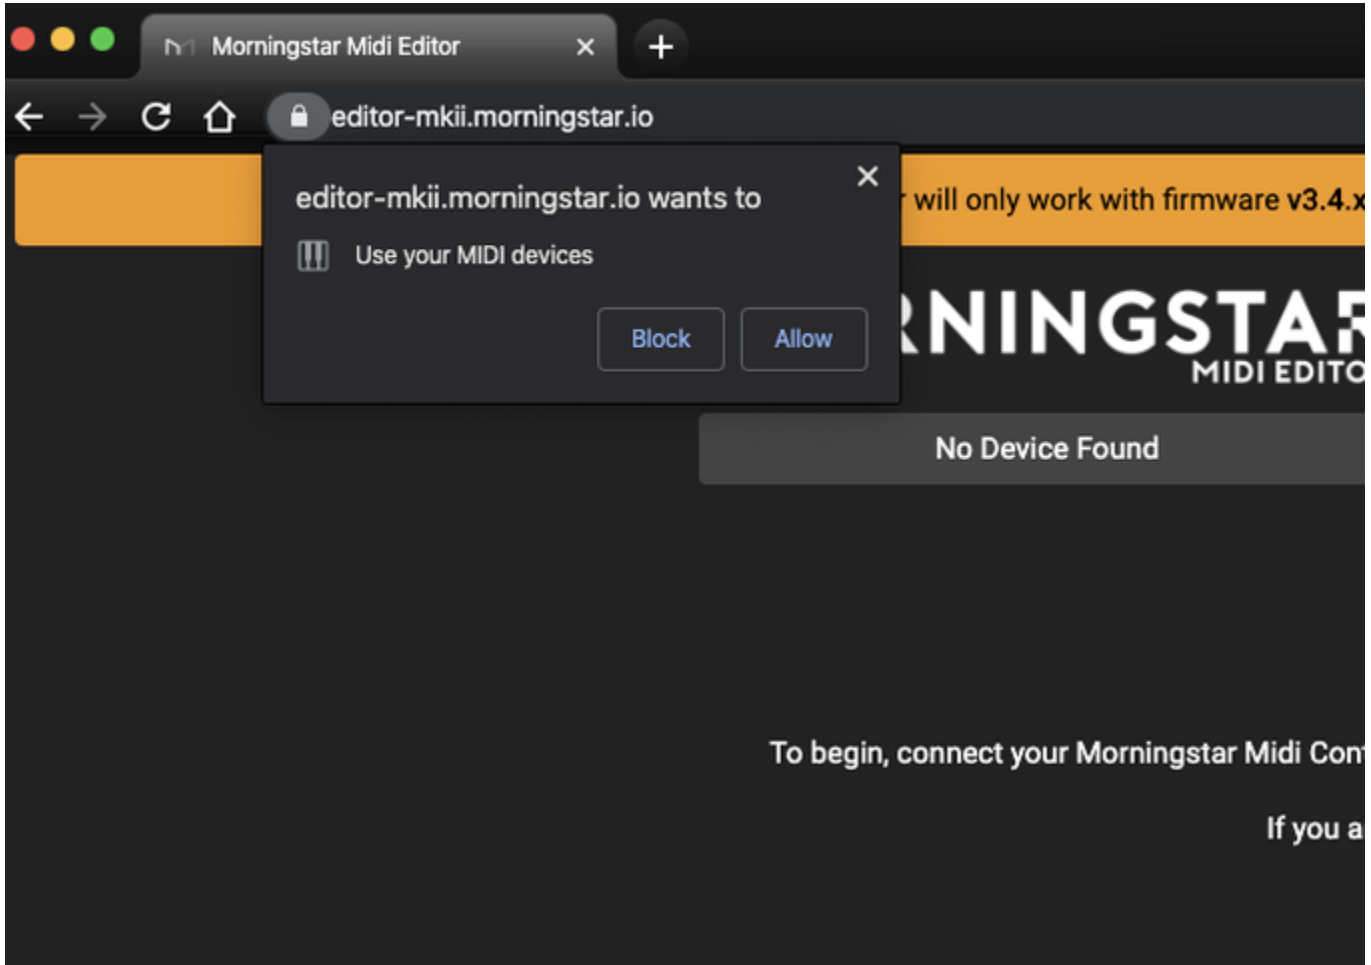 Morningstar Midi Editor
editor-mkii.morningstar.io
editor-mkii.morningstar.io wants to
Use your MIDI devices
Block
Allow
will only work with firmware v3.4.x
NINGSTAR
MIDI EDITO
No Device Found
To begin, connect your Morningstar Midi Con
If you a